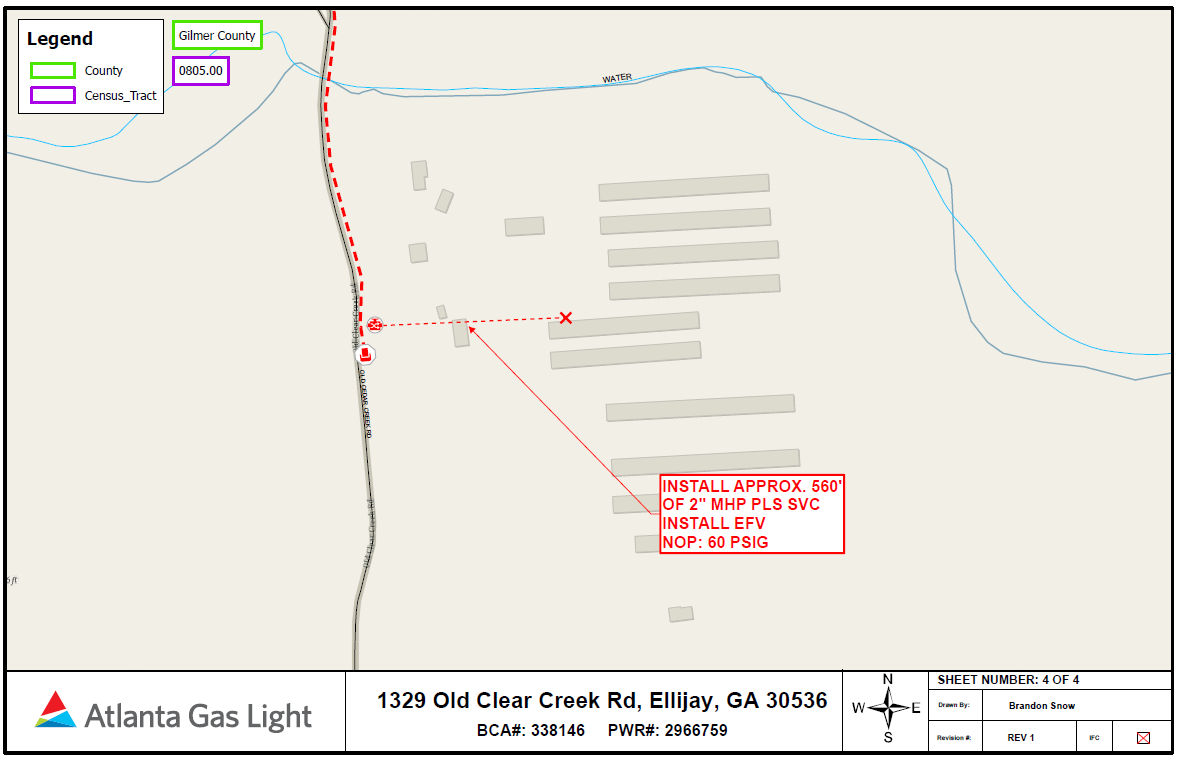 Legend
County
Census_Tract
Gilmer County
0805.00
WATER
OLD CEDAR CREEK RD
INSTALL APPROX. 560'
OF 2" MHP PLS SVC
INSTALL EFV
NOP: 60 PSIG
Atlanta Gas Light
1329 Old Clear Creek Rd, Ellijay, GA 30536
BCA#: 338146 PWR#: 2966759
N
W E
S
SHEET NUMBER: 4 OF 4
Drawn By: Brandon Snow
Revision #: REV 1 IFC